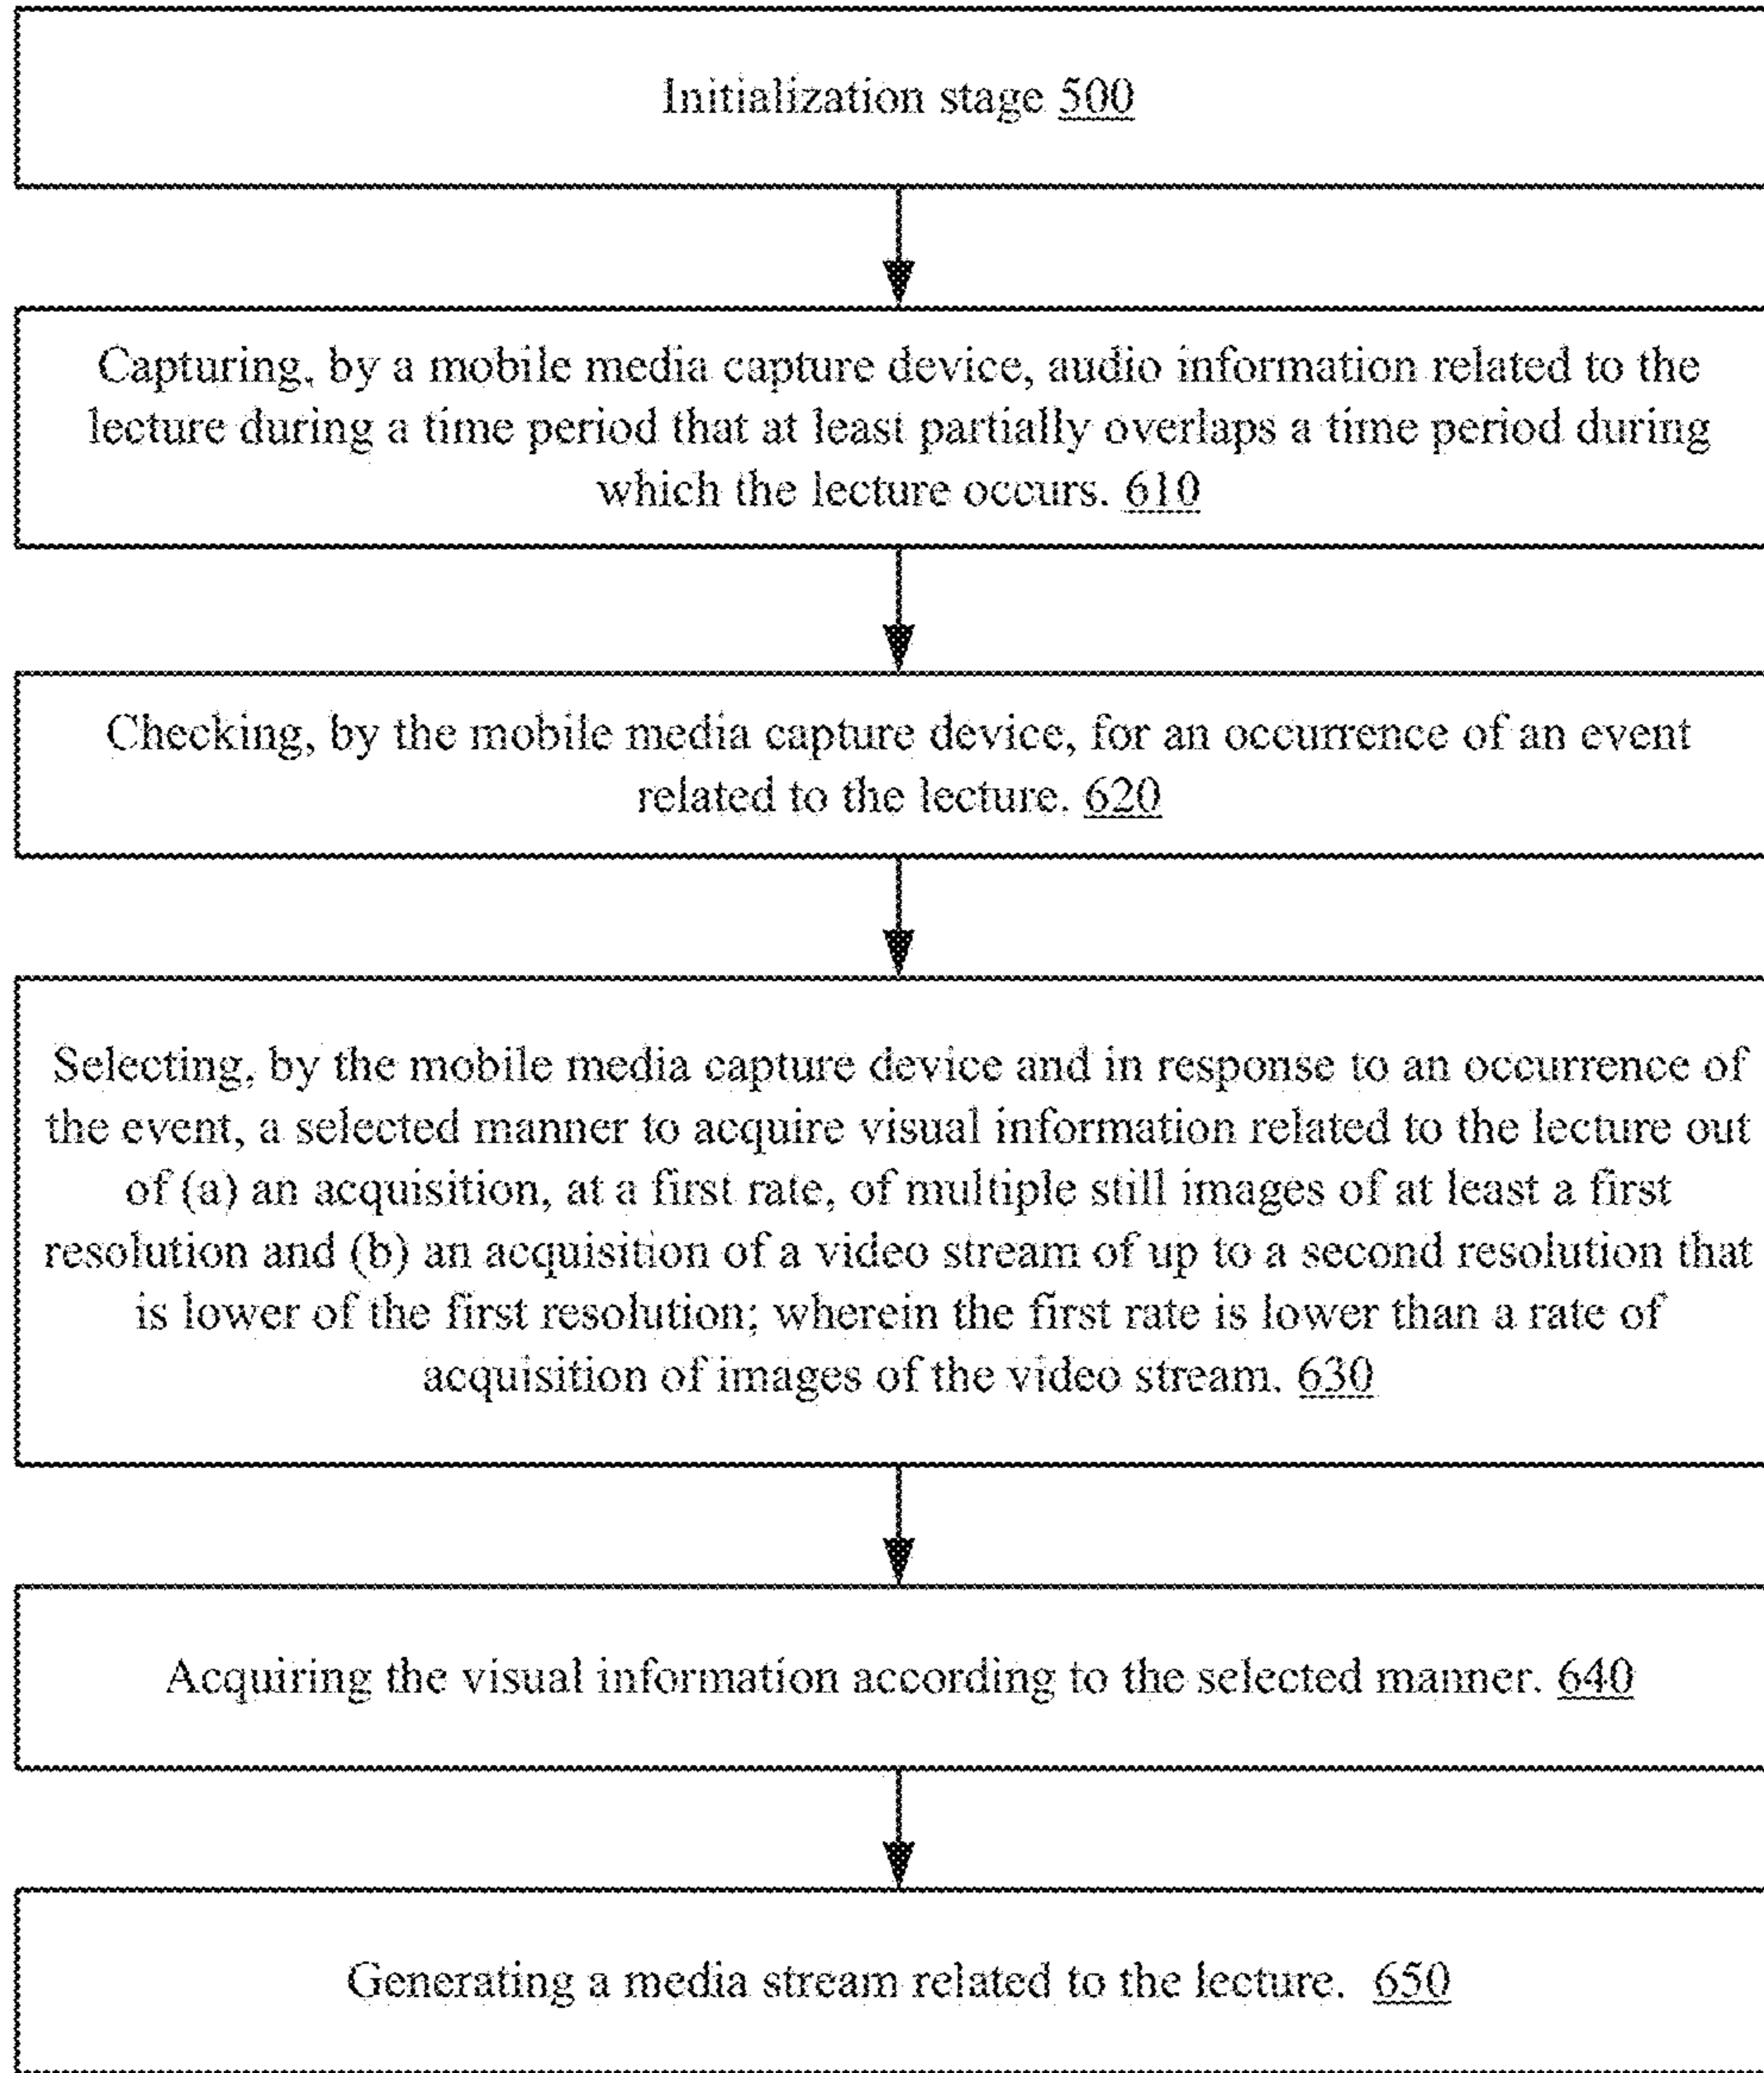 Initialization stage 500
Capturing, by a mobile media capture device, audio information related to the
lecture during a time period that at least partially overlaps a time period during
which the lecture occurs. 610
Checking, by the mobile media capture device, for an occurrence of an event
related to the lecture. 620
Selecting, by the mobile media capture device and in response to an occurrence of
the event, a selected manner to acquire visual information related to the lecture out
of (a) an acquisition, at a first rate, of multiple still images of at least a first
resolution and (b) an acquisition of a video stream of up to a second resolution that
is lower of the first resolution; wherein the first rate is lower than a rate of
acquisition of images of the video stream. 630
Acquiring the visual information according to the selected manner. 640
Generating a media stream related to the lecture. 650